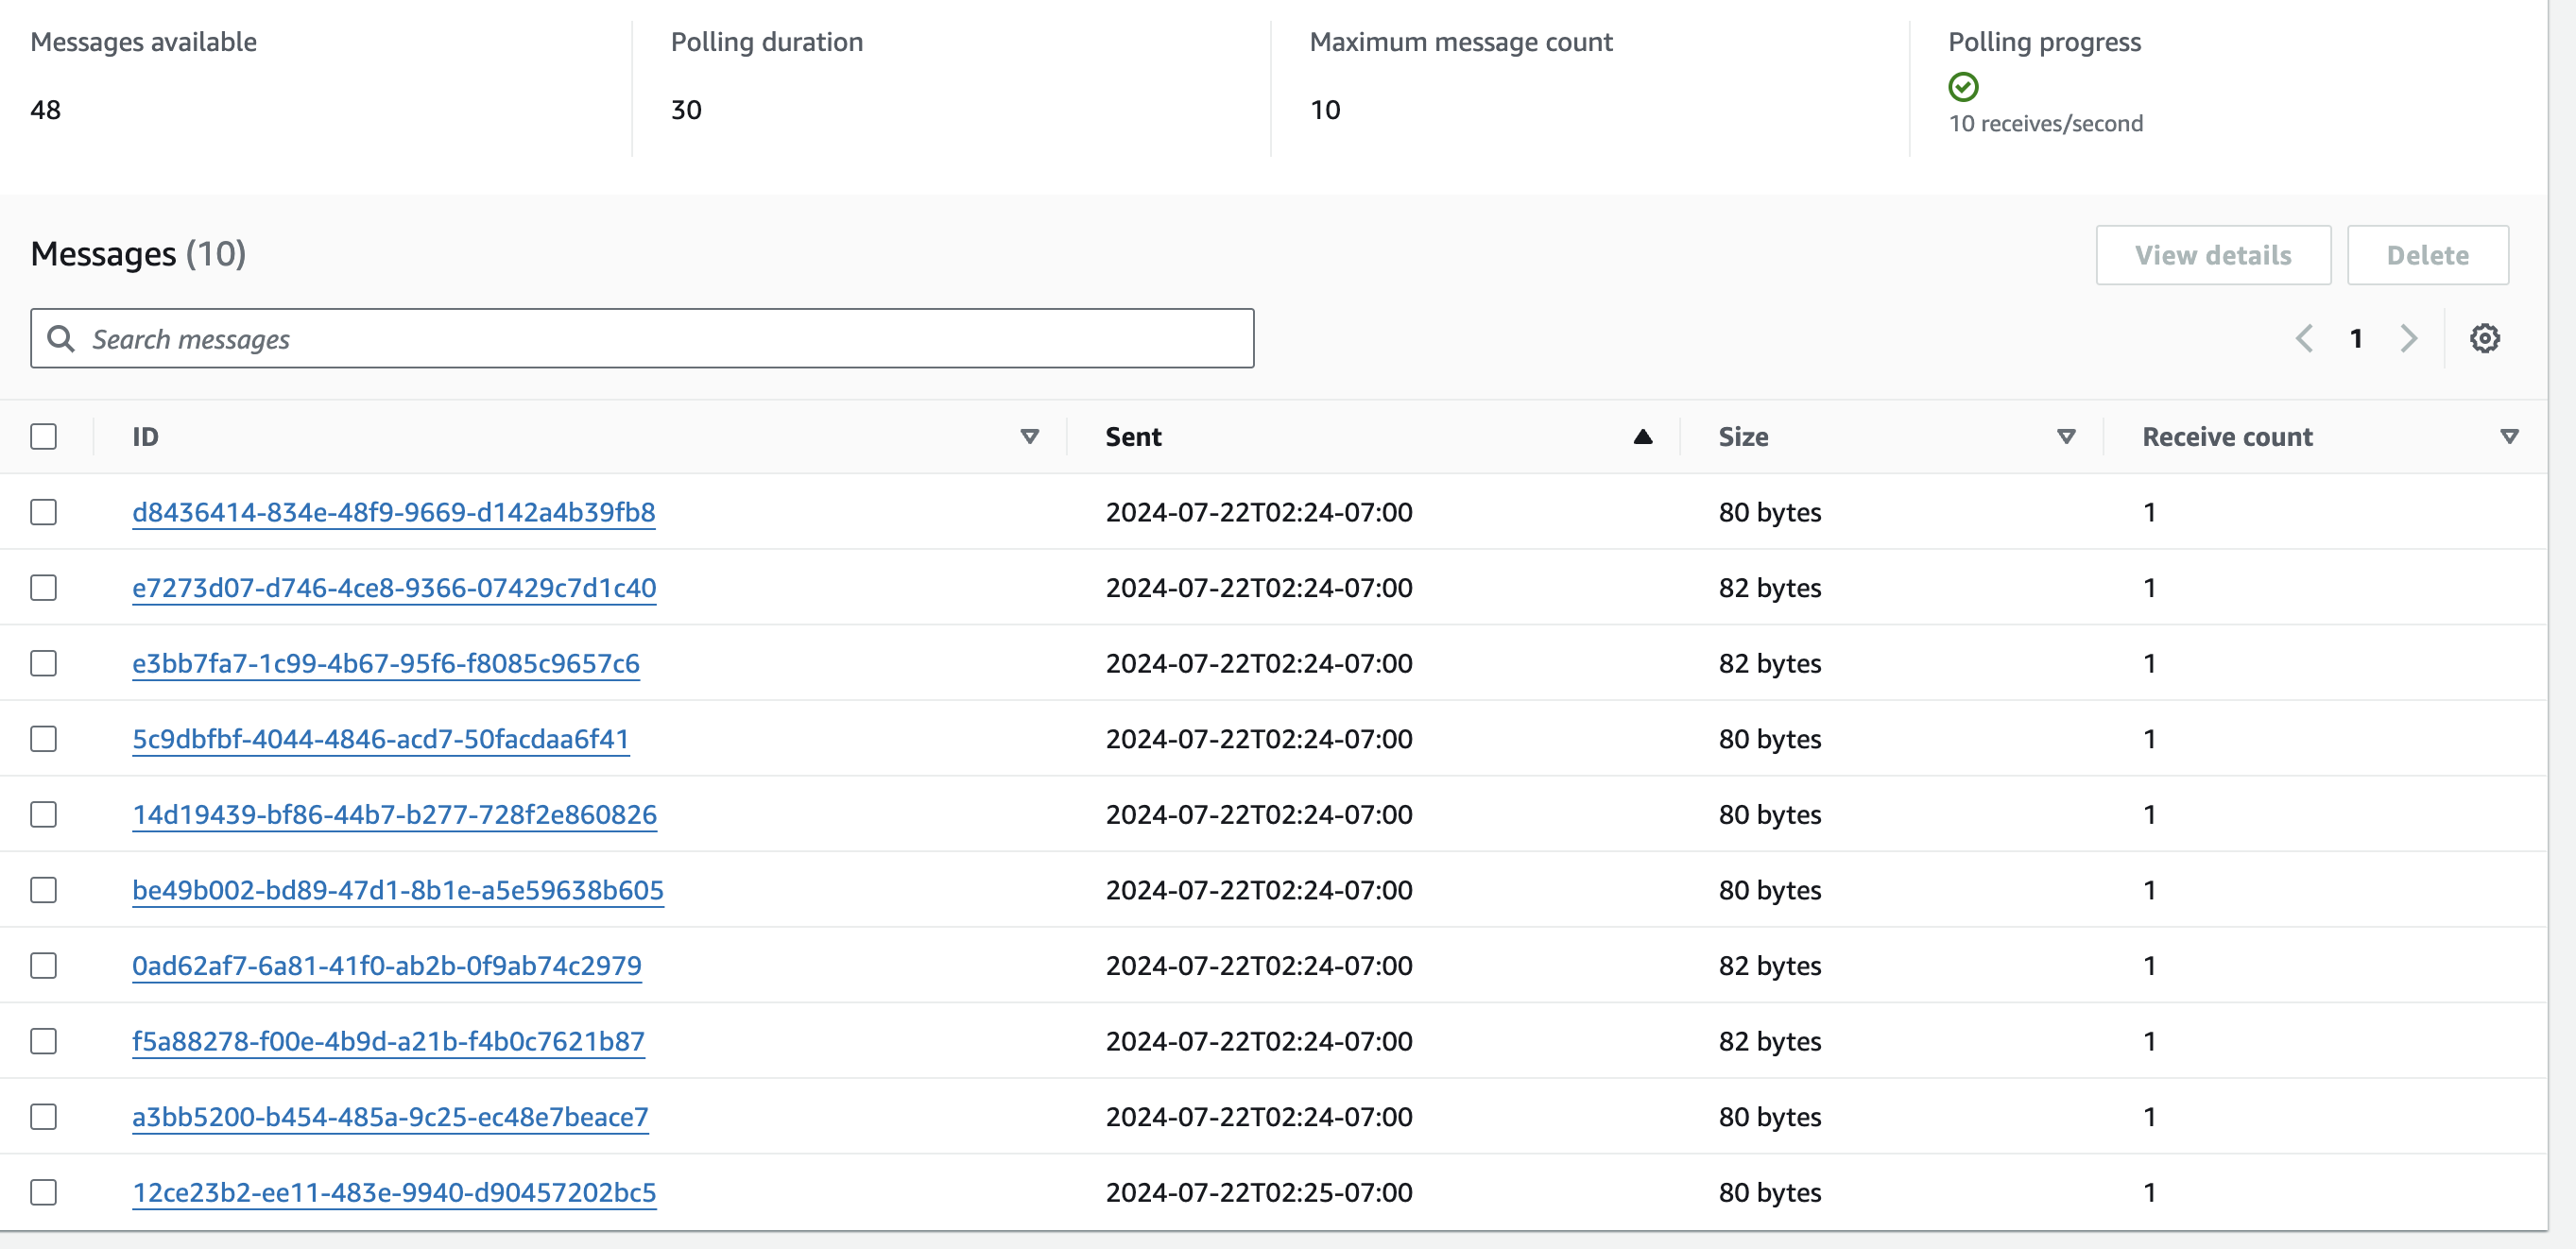 Messages available Polling duration Maximum message count Polling progress
48 30 10
10 receives/second
Messages (10) View details Delete
Search messages 1
ID Sent Size Receive count
d8436414-834e-48f9-9669-d142a4b39fb8 2024-07-22T02:24-07:00 80 bytes 1
e7273d07-d746-4ce8-9366-07429c7d1c40 2024-07-22T02:24-07:00 82 bytes 1
e3bb7fa7-1c99-4b67-95f6-f8085c9657c6 2024-07-22T02:24-07:00 82 bytes 1
5c9dbfbf-4044-4846-acd7-50facdaa6f41 2024-07-22T02:24-07:00 80 bytes 1
14d19439-bf86-44b7-b277-728f2e860826 2024-07-22T02:24-07:00 80 bytes 1
be49b002-bd89-47d1-8b1e-a5e59638b605 2024-07-22T02:24-07:00 80 bytes 1
0ad62af7-6a81-41f0-ab2b-0f9ab74c2979 2024-07-22T02:24-07:00 82 bytes 1
f5a88278-f00e-4b9d-a21b-f4b0c7621b87 2024-07-22T02:24-07:00 82 bytes 1
a3bb5200-b454-485a-9c25-ec48e7beace7 2024-07-22T02:24-07:00 80 bytes 1
12ce23b2-ee11-483e-9940-d90457202bc5 2024-07-22T02:25-07:00 80 bytes 1